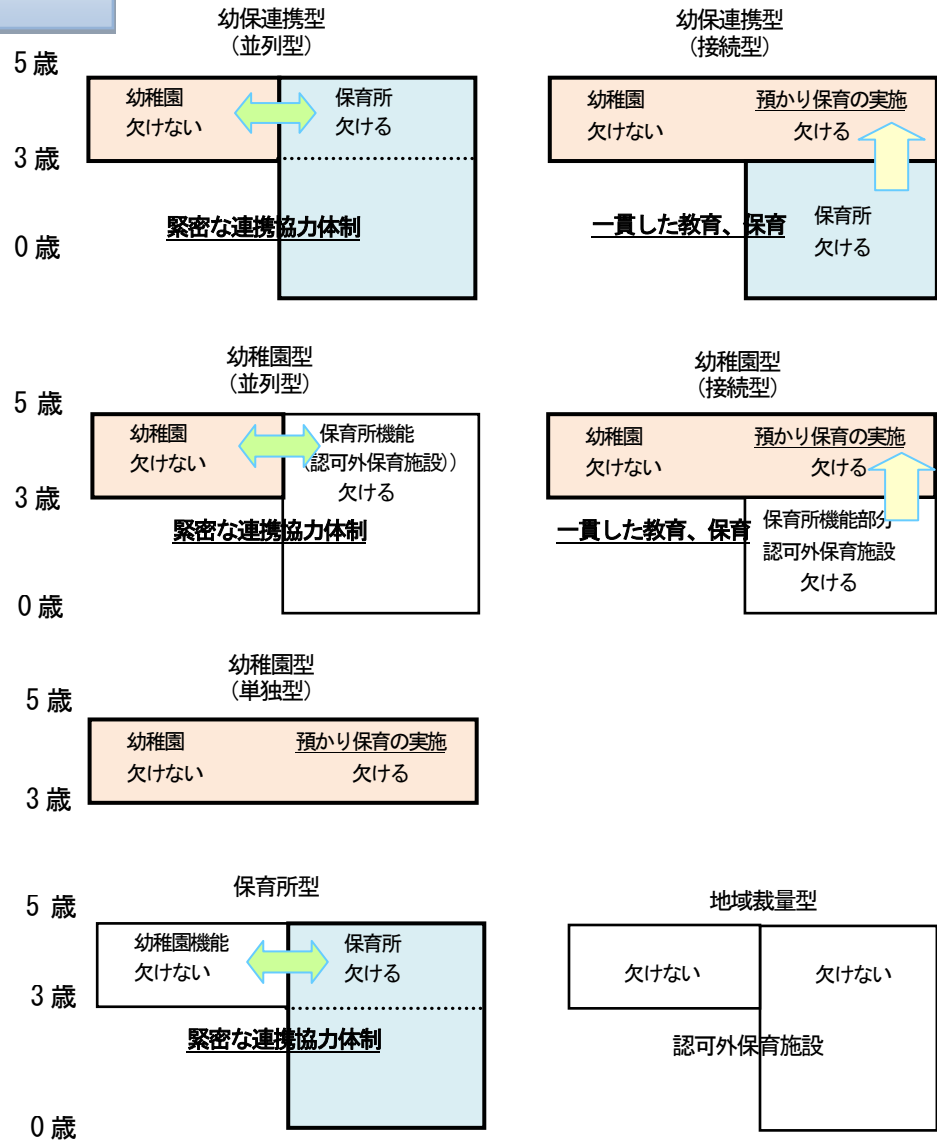 幼保連携型
（並列型）
5歳
幼稚園
欠けない
保育所
欠ける
3歳
緊密な連携協力体制
0歳
幼保連携型
（接続型）
幼稚園
欠けない
預かり保育の実施
欠ける
一貫した教育、保育
保育所
欠ける
幼稚園型
（並列型）
5歳
幼稚園
欠けない
保育所機能
（認可外保育施設））
欠ける
3歳
緊密な連携協力体制
0歳
幼稚園型
（接続型）
幼稚園
欠けない
預かり保育の実施
欠ける
一貫した教育、保育
保育所機能部分
認可外保育施設
欠ける
幼稚園型
（単独型）
5歳
幼稚園
欠けない
預かり保育の実施
欠ける
3歳
保育所型
5歳
幼稚園機能
欠けない
保育所
欠ける
3歳
緊密な連携協力体制
0歳
地域裁量型
欠けない
欠けない
認可外保育施設